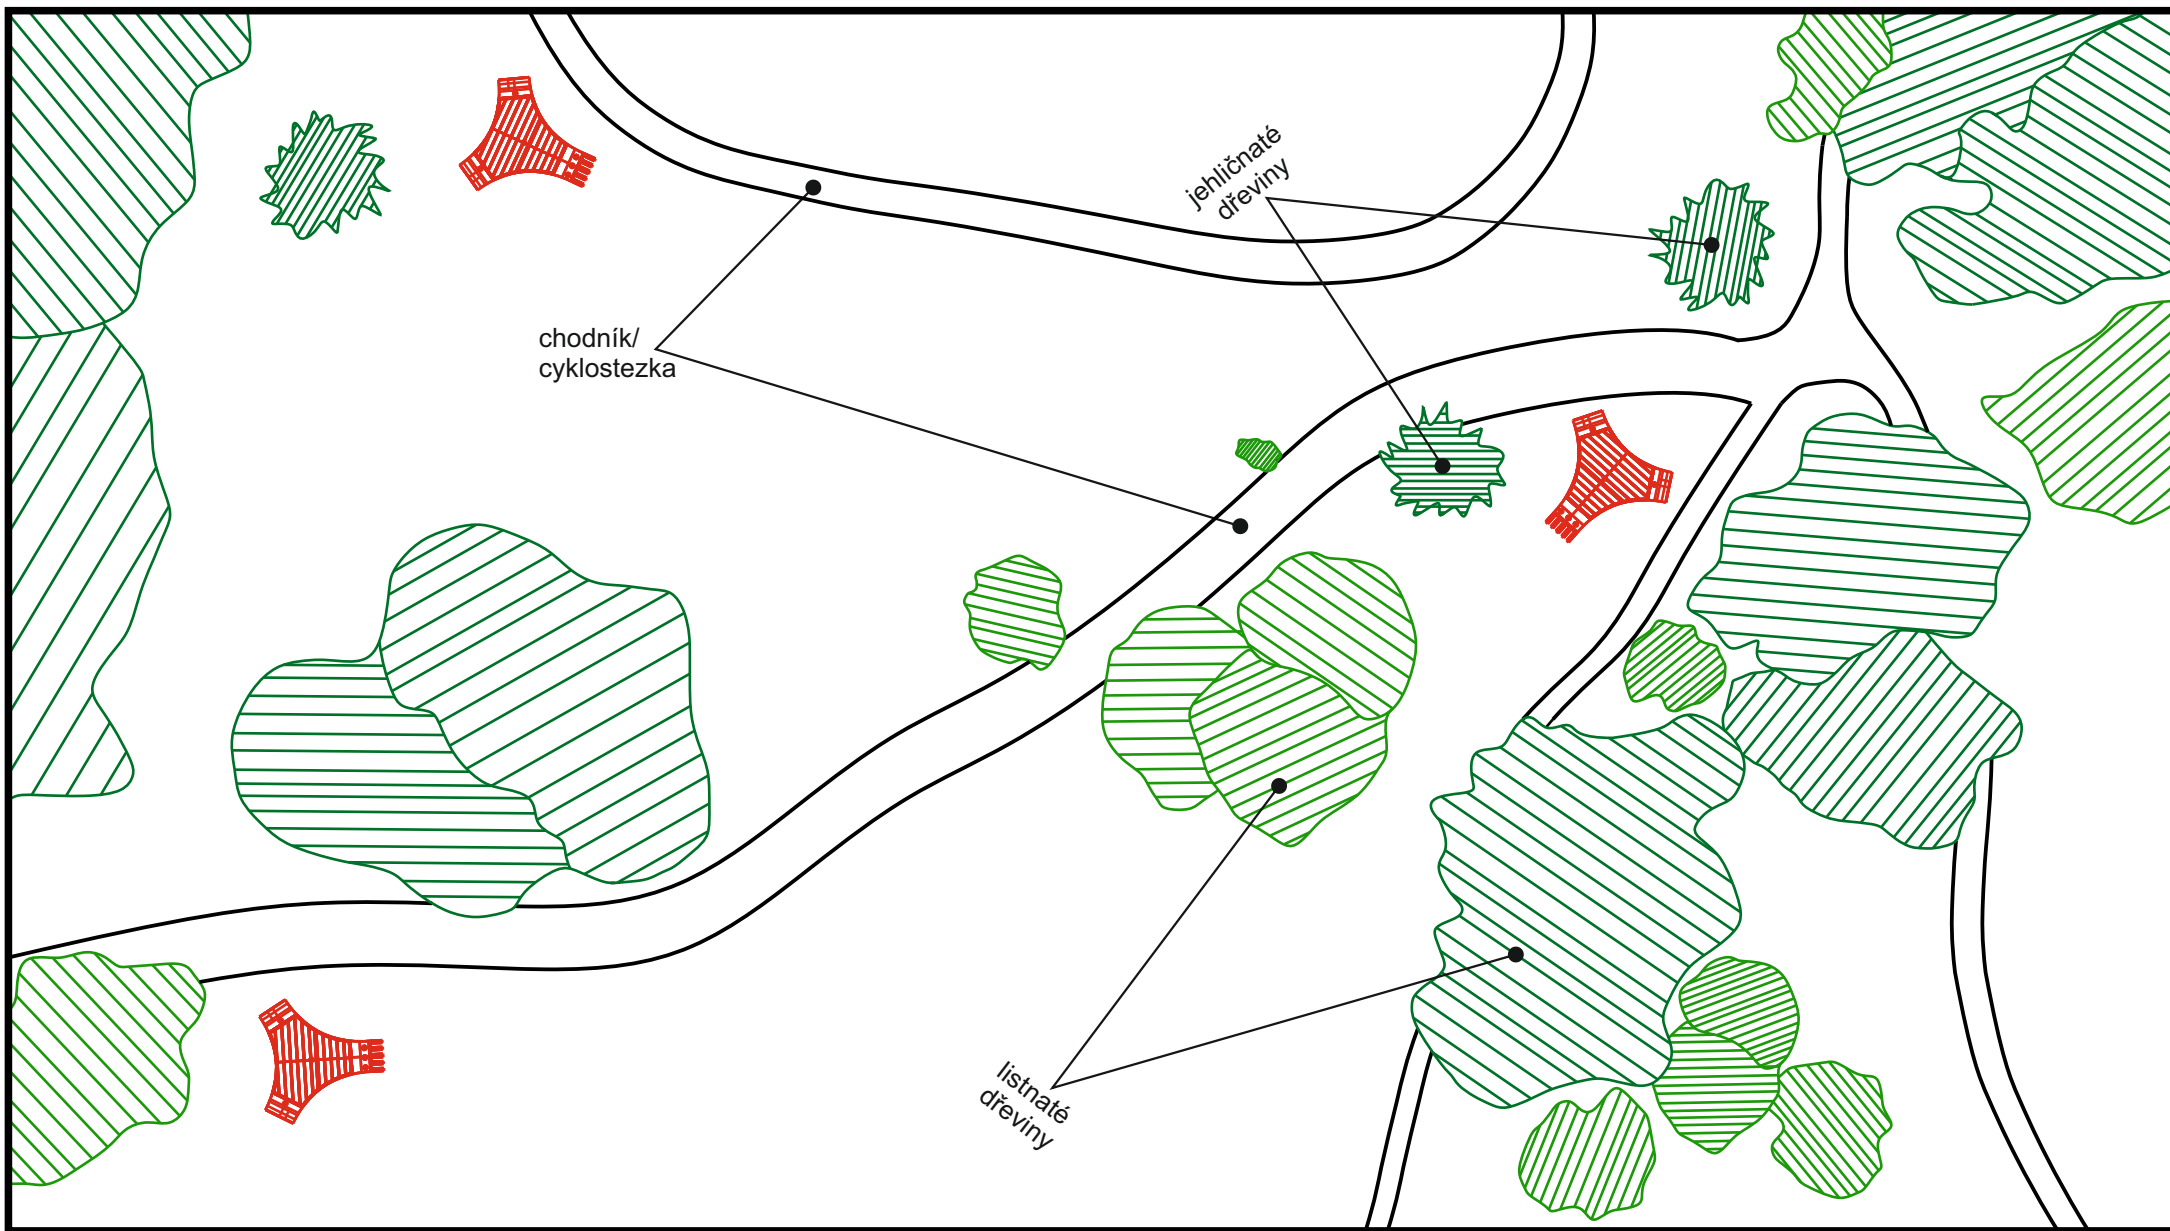 jehličnaté
dřeviny
chodník/
cyklostezka
listnaté
dřeviny